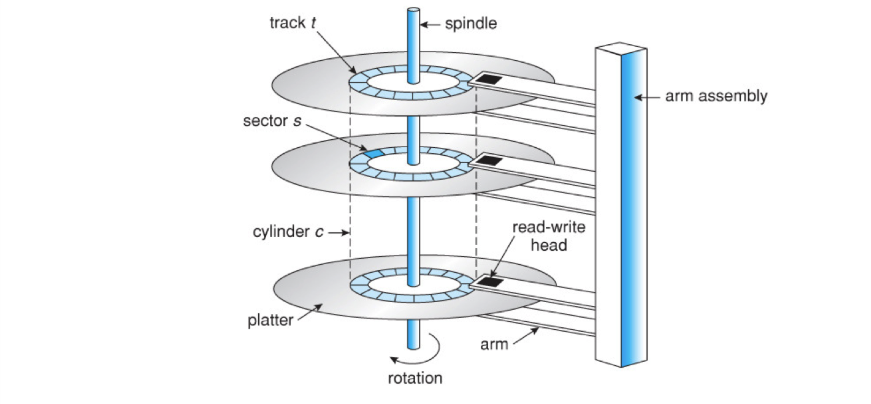 track t
spindle
arm assembly
sector s
cylinder c
read-write
head
platter
arm
rotation